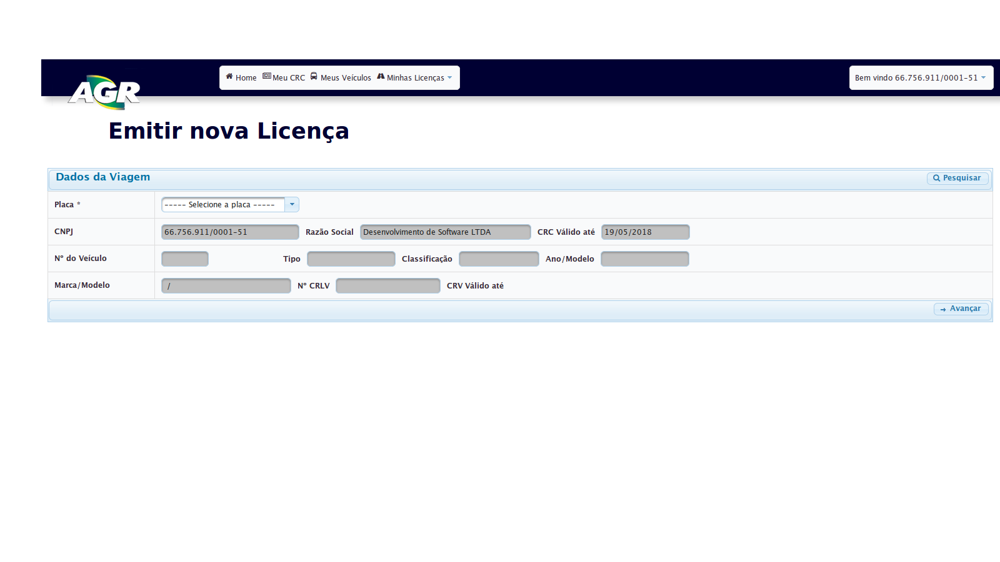 AGR
Home Meu CRC Meus Veículos Minhas Licenças
Bem vindo 66.756.911/0001-51
Emitir nova Licença
Dados da Viagem
Pesquisar
Placa *
----- Selecione a placa -----
CNPJ 66.756.911/0001-51 Razão Social Desenvolvimento de Software LTDA CRC Válido até 19/05/2018
Nº do Veículo Tipo Classificação Ano/Modelo
Marca/Modelo / Nº CRLV CRV Válido até
Avançar